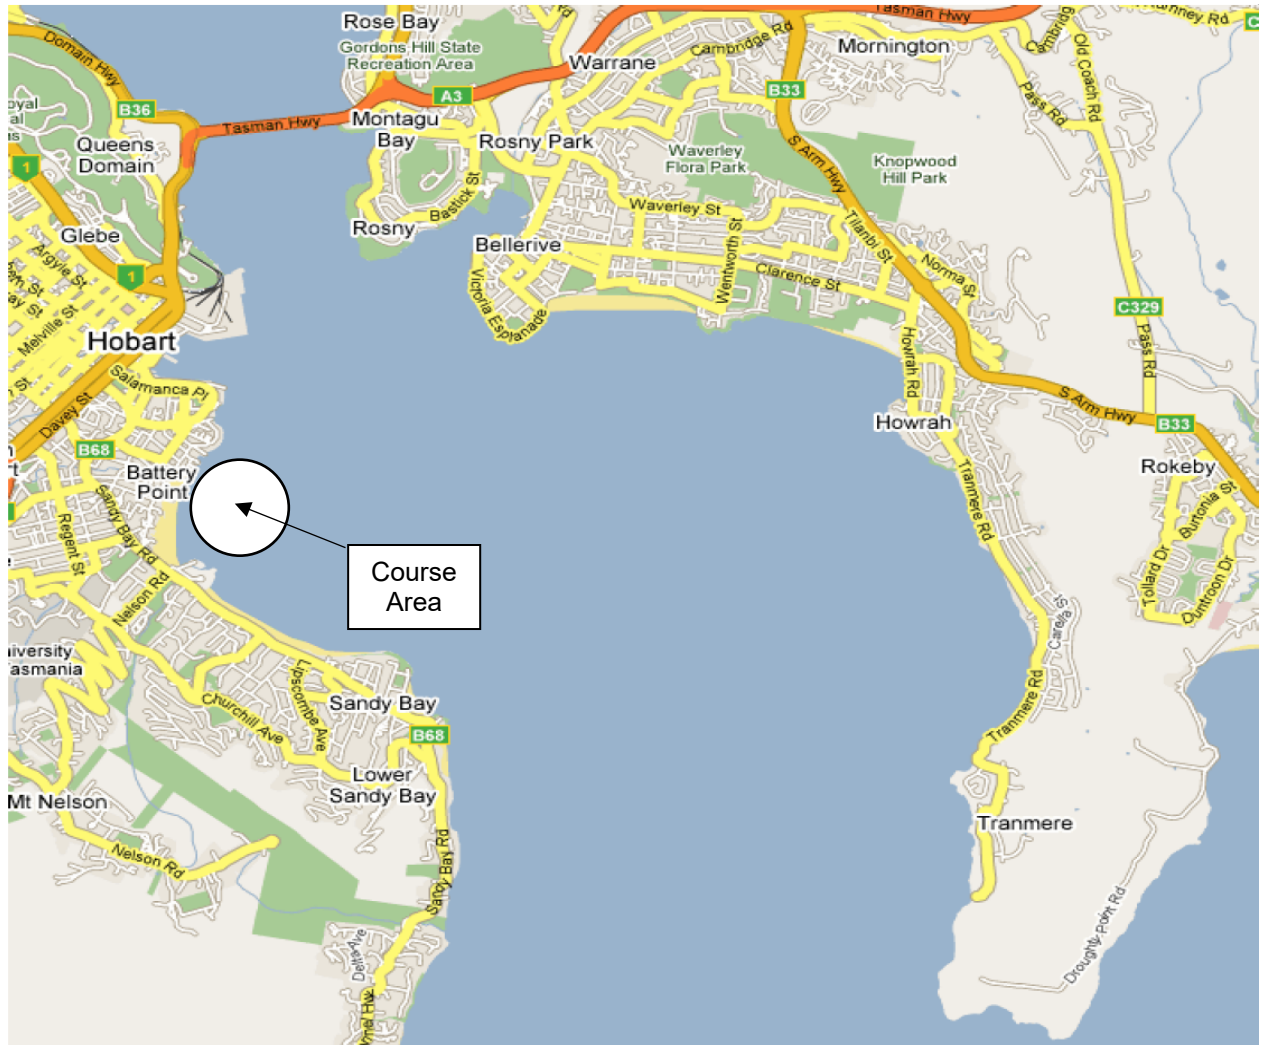 Rose Bay
Tasman Hwy
Gordons Hill State
Recreation Area
Warrane
Cambridge Rd
Mornington
Old Coach Rd
Pass Rd
Domain Hwy
B36
A3
B33
Tasman Hwy
Montagu
Bay
Rosny Park
S Arm Hwy
Queens
Domain
1
Waverley
Flora Park
Knopwood
Hill Park
Bastick St
Waverley St
Rosny
Glebe
Bellerive
Argyle St
1
Wentworth St
Tilanbi St
Clarence St
Norma St
Victoria Esplanade
C329
Melville St
Hobart
Howrah Rd
Pass Rd
Salamanca Pl
Davey St
S Arm Hwy
Howrah
B33
B68
Battery
Point
Rokeby
Tranmere Rd
Sandy Bay Rd
Regent St
Burtonia St
Course
Area
Tollard Dr
Duntroon Dr
Nelson Rd
Carella St
Lipscombe Ave
Churchill Ave
Sandy Bay
Tranmere Rd
B68
Lower
Sandy Bay
Mt Nelson
Tranmere
Nelson Rd
Sandy Bay Rd
Droughty Point Rd